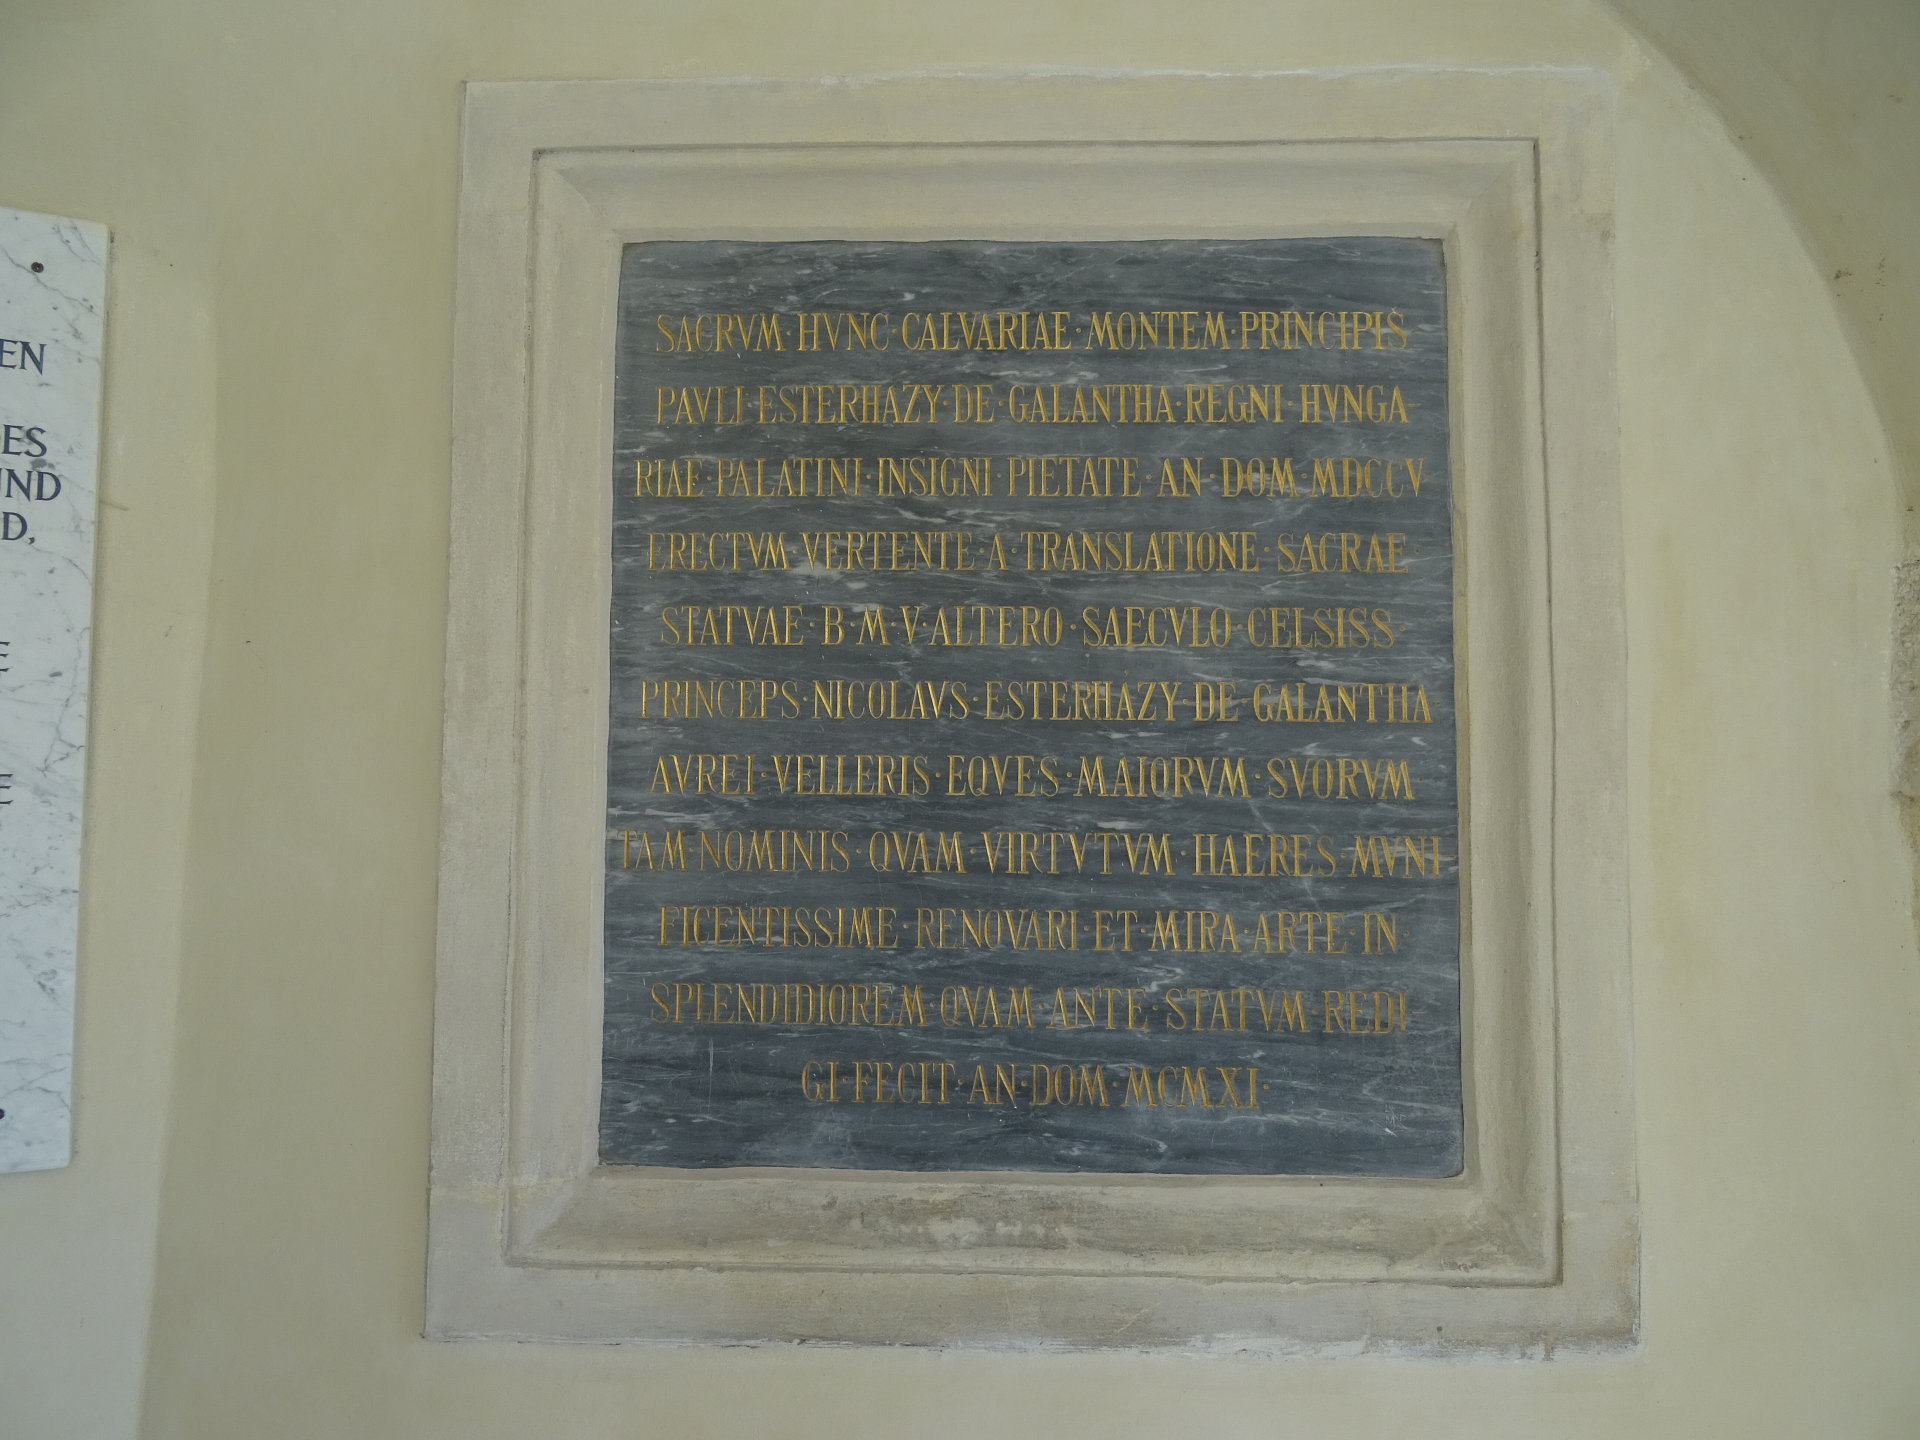 EN
ES
UND
D,
E
E
SACRVM·HVNC·CALVARIAE·MONTEM·PRINCIPIS
PAVLI·ESTERHAZY·DE·GALANTHA·REGNI·HVNGA-
RIAE·PALATINI·INSIGNI·PIETATE·AN·DOM·MDCCV
ERECTVM·VERTENTE·A·TRANSLATIONE·SACRAE·
STATVAE·B·M·V·ALTERO·SAECVLO·CELSISS·
PRINCEPS·NICOLAVS·ESTERHÁZY·DE·GALANTHA·
AVREI·VELLERIS·EQVES·MAIORVM·SVORVM
TAM·NOMINIS·QVAM·VIRTVTVM·HAERES·MVNI
FICENTISSIME·RENOVARI·ET·MIRA·ARTE·IN·
SPLENDIDIOREM·QVAM·ANTE·STATVM·REDI-
GI·FECIT·AN·DOM·MCMXI·